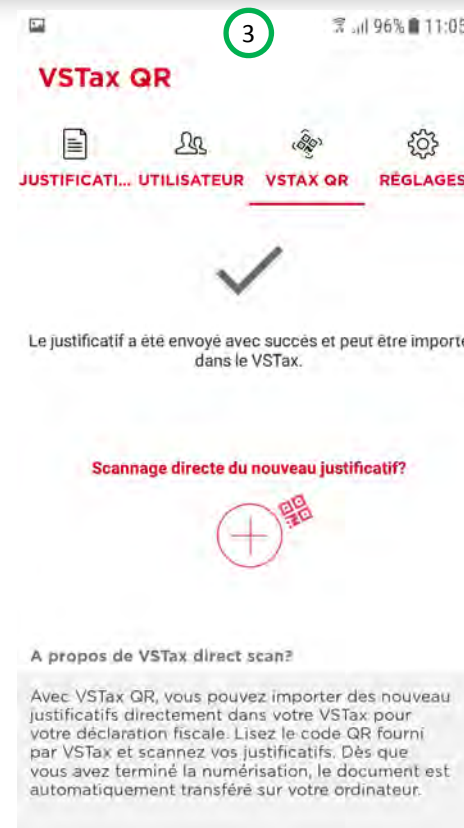 3
96% 11:05
VSTax QR
JUSTIFICATI... UTILISATEUR VSTAX QR RÉGLAGES
Le justificatif a été envoyé avec succès et peut être importé
dans le VSTax.
Scannage directe du nouveau justificatif?
A propos de VSTax direct scan?
Avec VSTax QR, vous pouvez importer des nouveau
justificatifs directement dans votre VSTax pour
votre déclaration fiscale. Lisez le code QR fourni
par VSTax et scannez vos justificatifs. Dès que
vous avez terminé la numérisation, le document est
automatiquement transféré sur votre ordinateur.